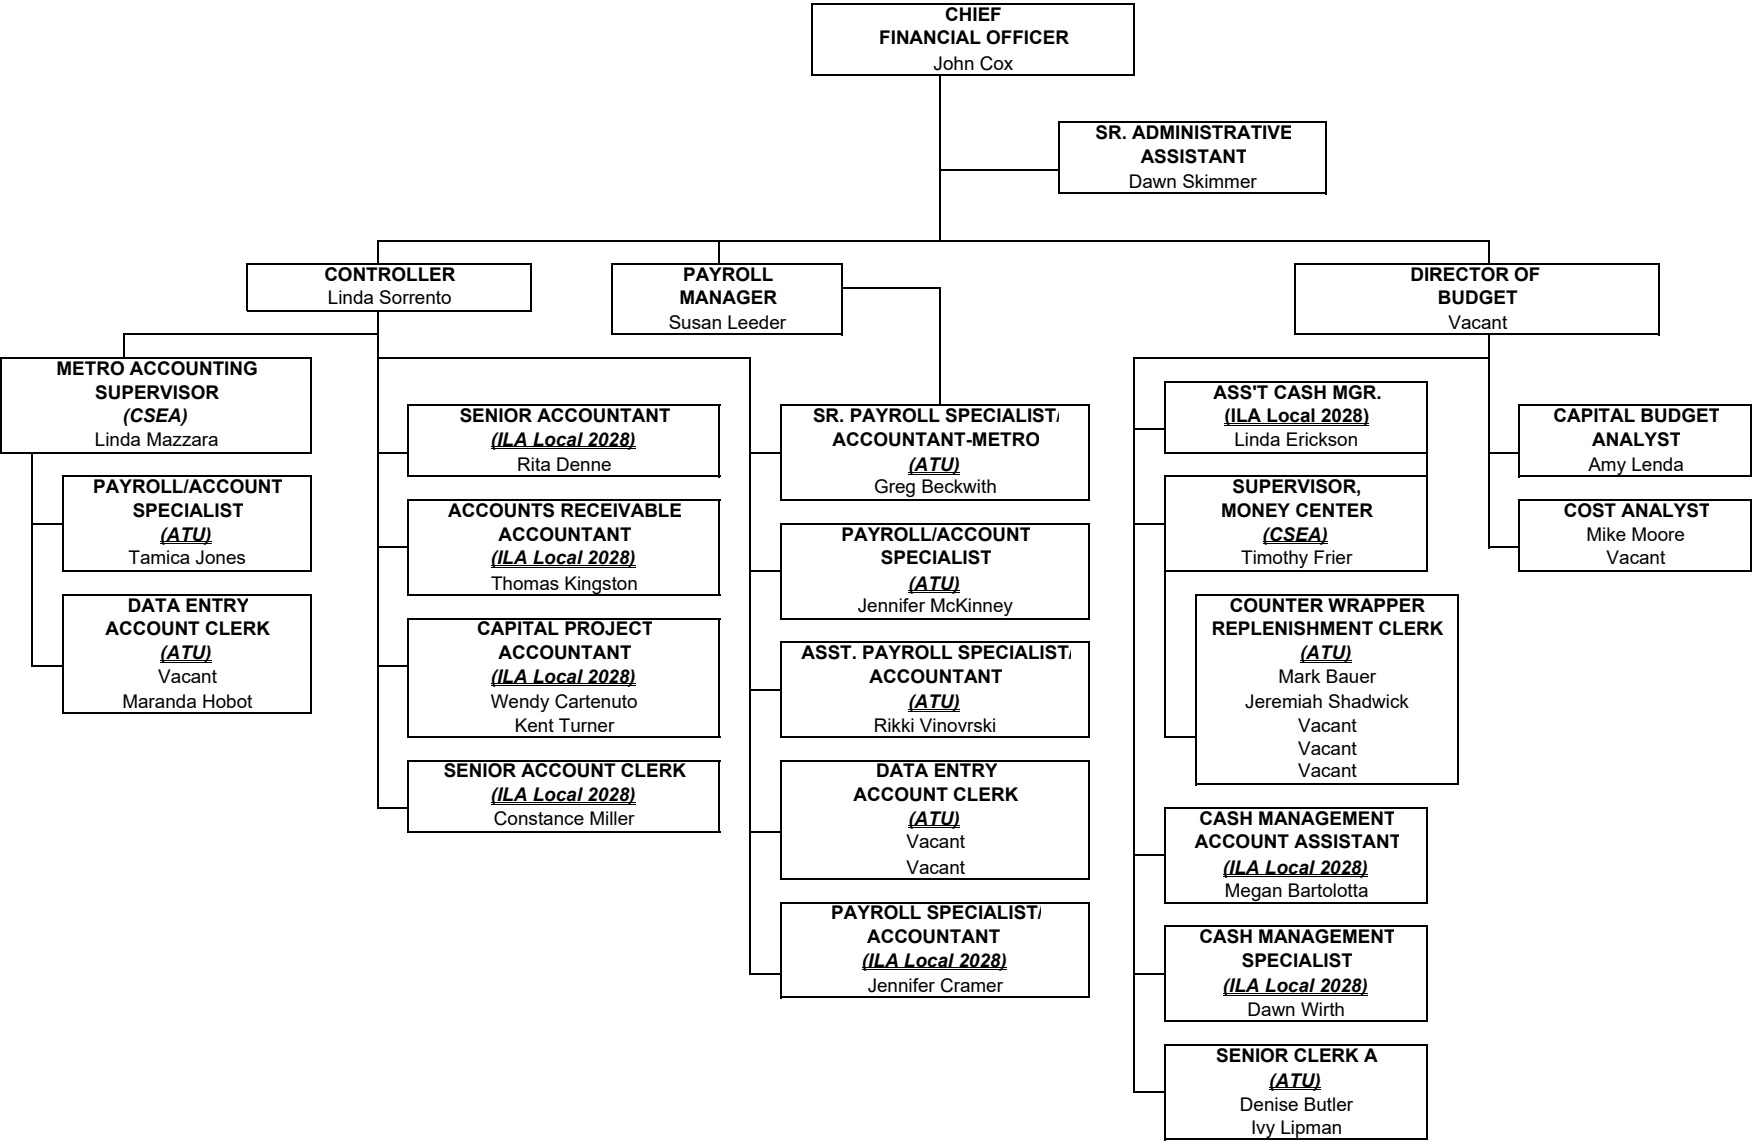 CHIEF
FINANCIAL OFFICER
John Cox
SR. ADMINISTRATIVE
ASSISTANT
Dawn Skimmer
CONTROLLER
Linda Sorrento
PAYROLL
MANAGER
Susan Leeder
DIRECTOR OF
BUDGET
Vacant
METRO ACCOUNTING
SUPERVISOR
(CSEA)
Linda Mazzara
PAYROLL/ACCOUNT
SPECIALIST
(ATU)
Tamica Jones
DATA ENTRY
ACCOUNT CLERK
(ATU)
Vacant
Maranda Hobot
SENIOR ACCOUNTANT
(ILA Local 2028)
Rita Denne
ACCOUNTS RECEIVABLE
ACCOUNTANT
(ILA Local 2028)
Thomas Kingston
CAPITAL PROJECT
ACCOUNTANT
(ILA Local 2028)
Wendy Cartenuto
Kent Turner
SENIOR ACCOUNT CLERK
(ILA Local 2028)
Constance Miller
SR. PAYROLL SPECIALIST/
ACCOUNTANT-METRO
(ATU)
Greg Beckwith
PAYROLL/ACCOUNT
SPECIALIST
(ATU)
Jennifer McKinney
ASST. PAYROLL SPECIALIST/
ACCOUNTANT
(ATU)
Rikki Vinovrski
DATA ENTRY
ACCOUNT CLERK
(ATU)
Vacant
Vacant
PAYROLL SPECIALIST/
ACCOUNTANT
(ILA Local 2028)
Jennifer Cramer
ASS'T CASH MGR.
(ILA Local 2028)
Linda Erickson
SUPERVISOR,
MONEY CENTER
(CSEA)
Timothy Frier
COUNTER WRAPPER
REPLENISHMENT CLERK
(ATU)
Mark Bauer
Jeremiah Shadwick
Vacant
Vacant
Vacant
CASH MANAGEMENT
ACCOUNT ASSISTANT
(ILA Local 2028)
Megan Bartolotta
CASH MANAGEMENT
SPECIALIST
(ILA Local 2028)
Dawn Wirth
SENIOR CLERK A
(ATU)
Denise Butler
Ivy Lipman
CAPITAL BUDGET
ANALYST
Amy Lenda
COST ANALYST
Mike Moore
Vacant